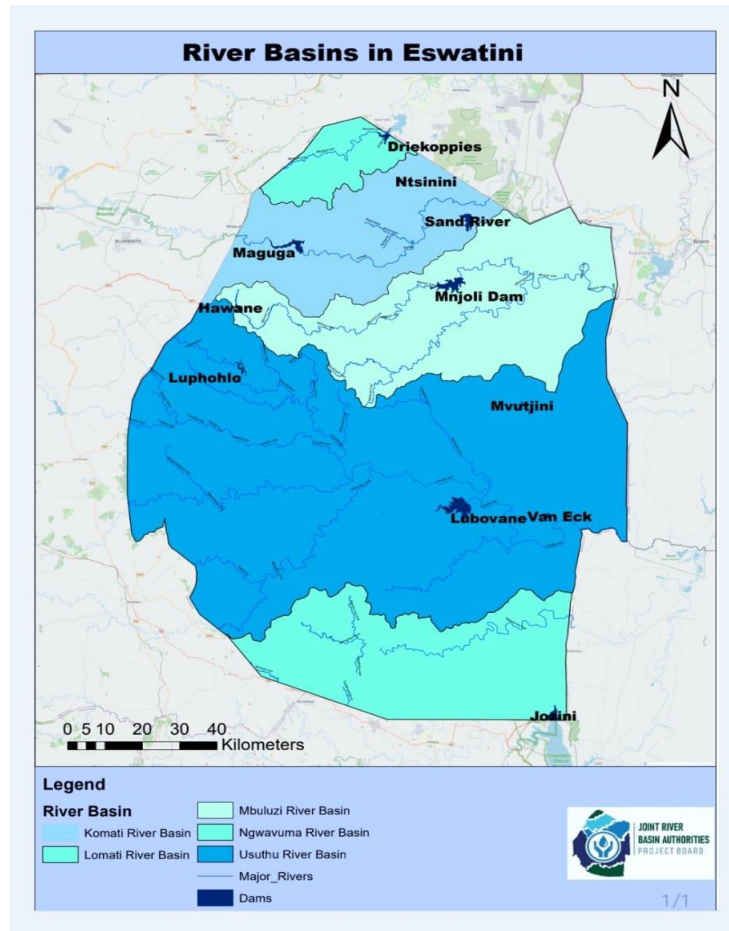 River Basins in Eswatini
N
Driekoppies
Ntsinini
Sand River
Maguga
Mnjoli Dam
Hawane
Luphohlo
Mvutjini
Lubovane
Van Eck
Jozini
0 5 10 20 30 40
Kilometers
Legend
River Basin
Komati River Basin
Lomati River Basin
Mbuluzi River Basin
Ngwavuma River Basin
Usuthu River Basin
Major_Rivers
Dams
JOINT RIVER
BASIN AUTHORITIES
PROJECT BOARD
1/1